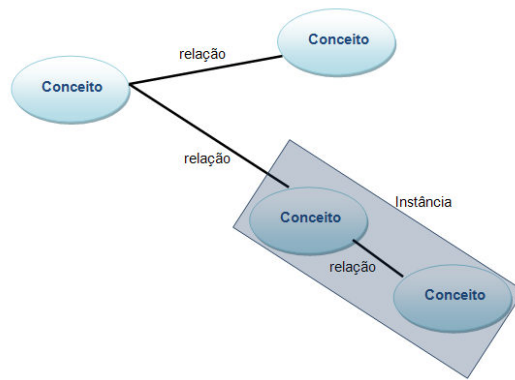 Conceito
relação
Conceito
relação
Instância
Conceito
relação
Conceito